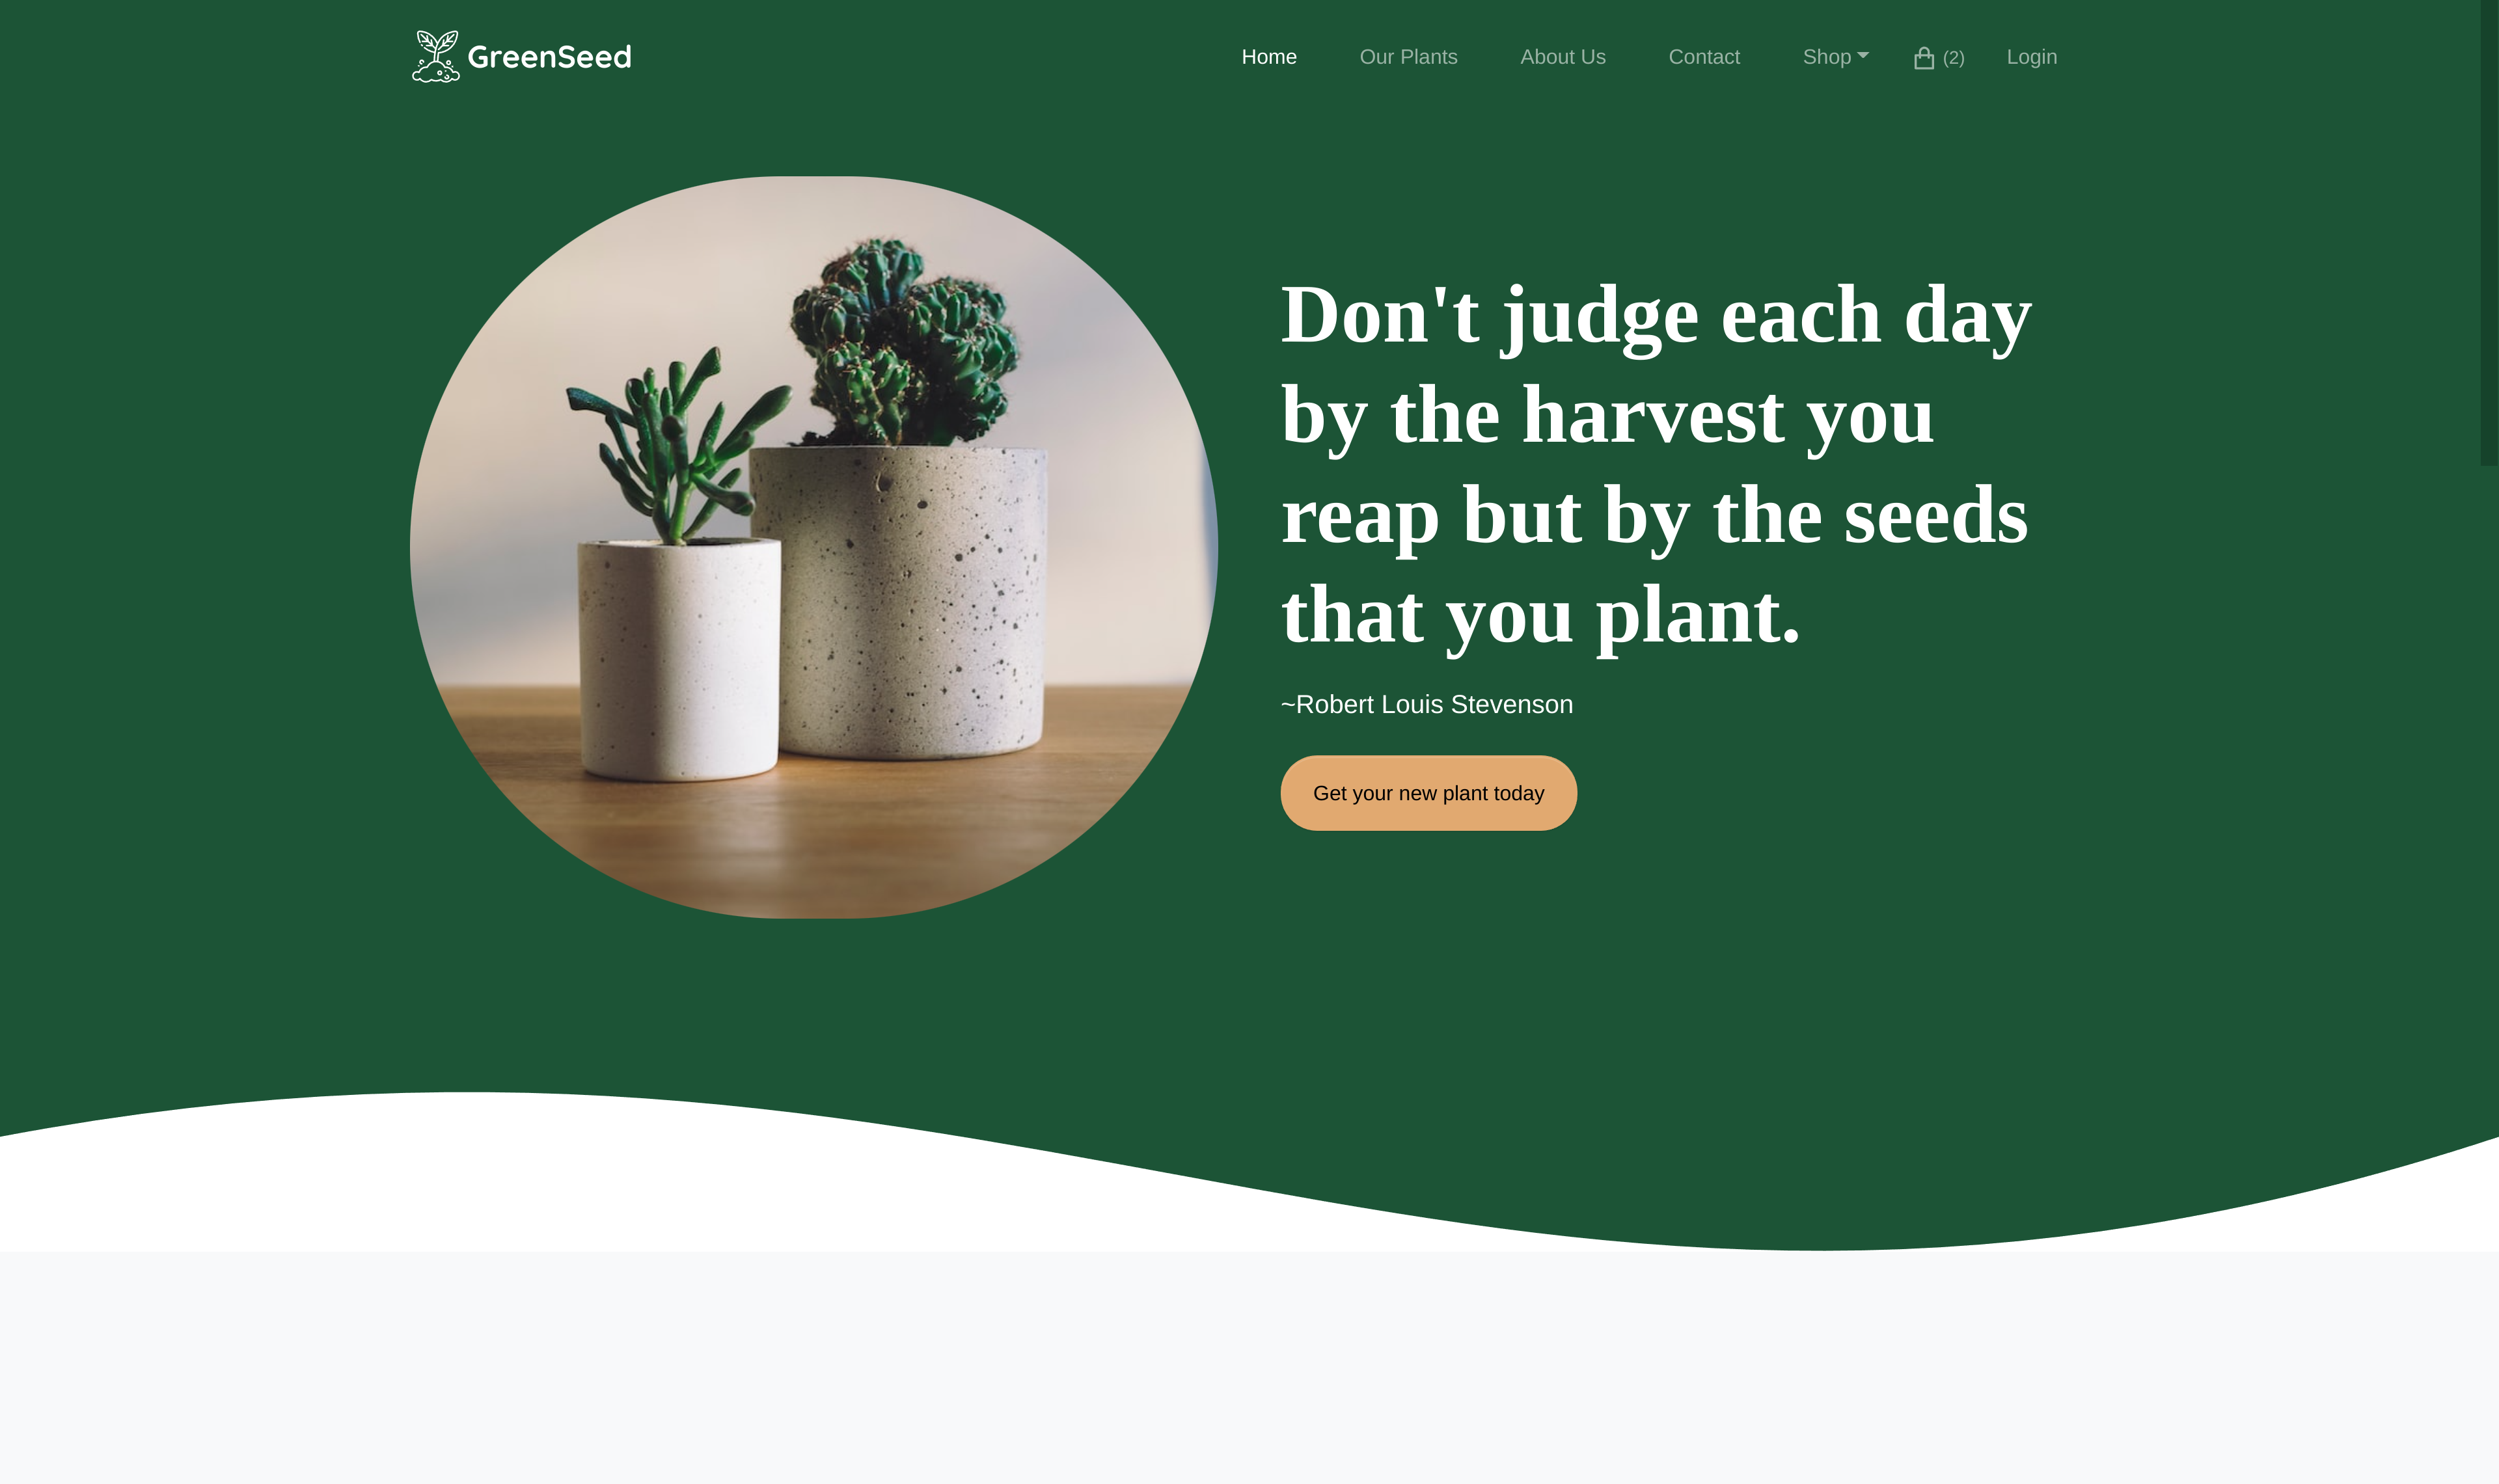 GreenSeed
Home Our Plants About Us Contact Shop (2) Login
Don't judge each day
by the harvest you
reap but by the seeds
that you plant.
~Robert Louis Stevenson
Get your new plant today